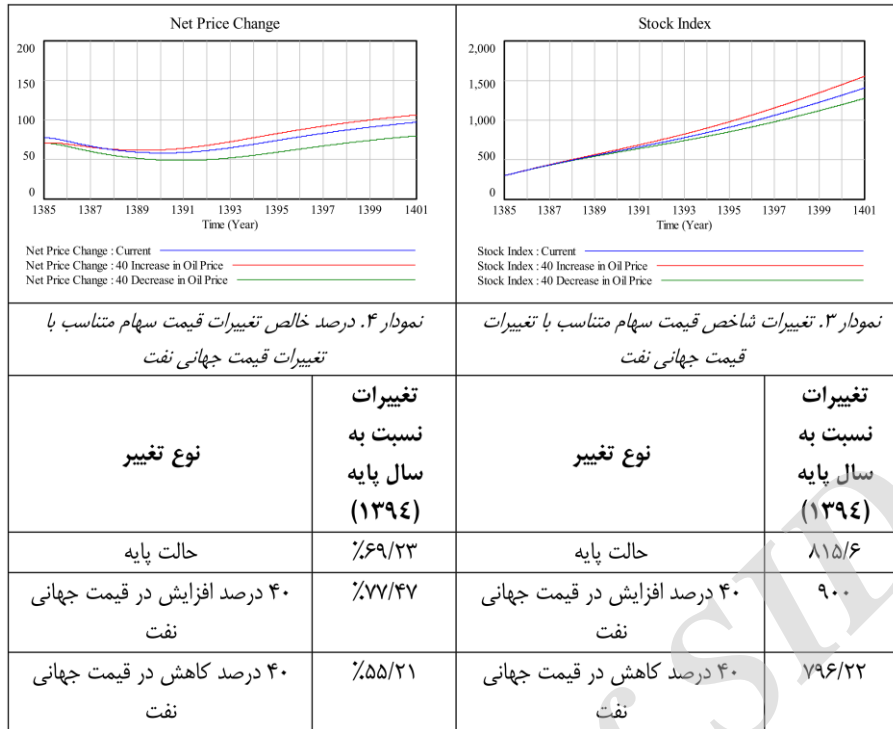 Net Price Change
200
150
100
50
0
1385 1387 1389 1391 1393 1395 1397 1399 1401
Time (Year)
Net Price Change : Current
Net Price Change : 40 Increase in Oil Price
Net Price Change : 40 Decrease in Oil Price
Stock Index
2,000
1,500
1,000
500
0
1385 1387 1389 1391 1393 1395 1397 1399 1401
Time (Year)
Stock Index : Current
Stock Index : 40 Increase in Oil Price
Stock Index : 40 Decrease in Oil Price
نمودار ۳. تغییرات شاخص قیمت سهام متناسب با تغییرات
قیمت جهانی نفت
نمودار ۴. درصد خالص تغییرات قیمت سهام متناسب با
تغییرات قیمت جهانی نفت
تغییرات
نسبت به
سال پایه
(۱۳۹٤)
نوع تغییر
تغییرات
نسبت به
سال پایه
(۱۳۹٤)
نوع تغییر
۸۱۵/۶
حالت پایه
٪۶۹/۲۳
حالت پایه
۹۰۰
۴۰ درصد افزایش در قیمت جهانی
نفت
٪۷۷/۴۷
۴۰ درصد افزایش در قیمت جهانی
نفت
۷۹۶/۲۲
۴۰ درصد کاهش در قیمت جهانی
نفت
٪۵۵/۲۱
۴۰ درصد کاهش در قیمت جهانی
نفت
SID